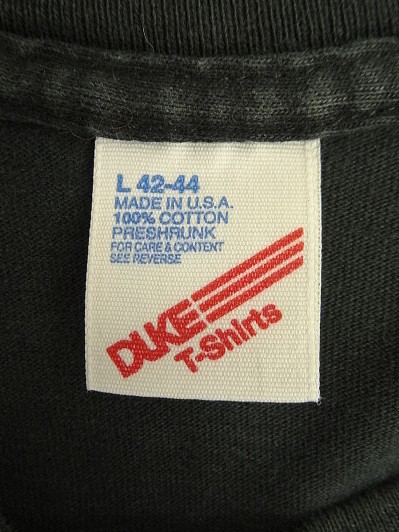 L 42-44
MADE IN U.S.A.
100% COTTON
PRESHRUNK
FOR CARE & CONTENT
SEE REVERSE
DUKE
T-Shirts